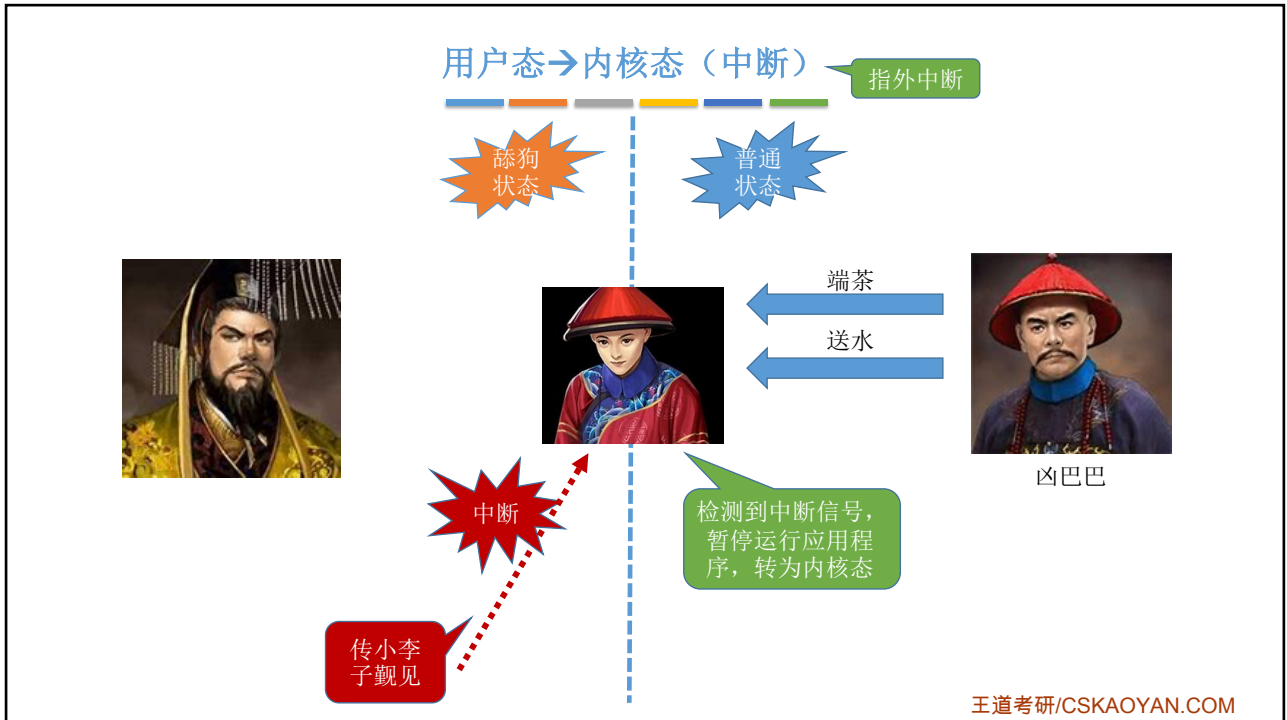 用户态→内核态（中断）
指外中断
舔狗
状态
普通
状态
端茶
送水
凶巴巴
中断
检测到中断信号，
暂停运行应用程
序，转为内核态
传小李
子觐见
王道考研/CSKAOYAN.COM